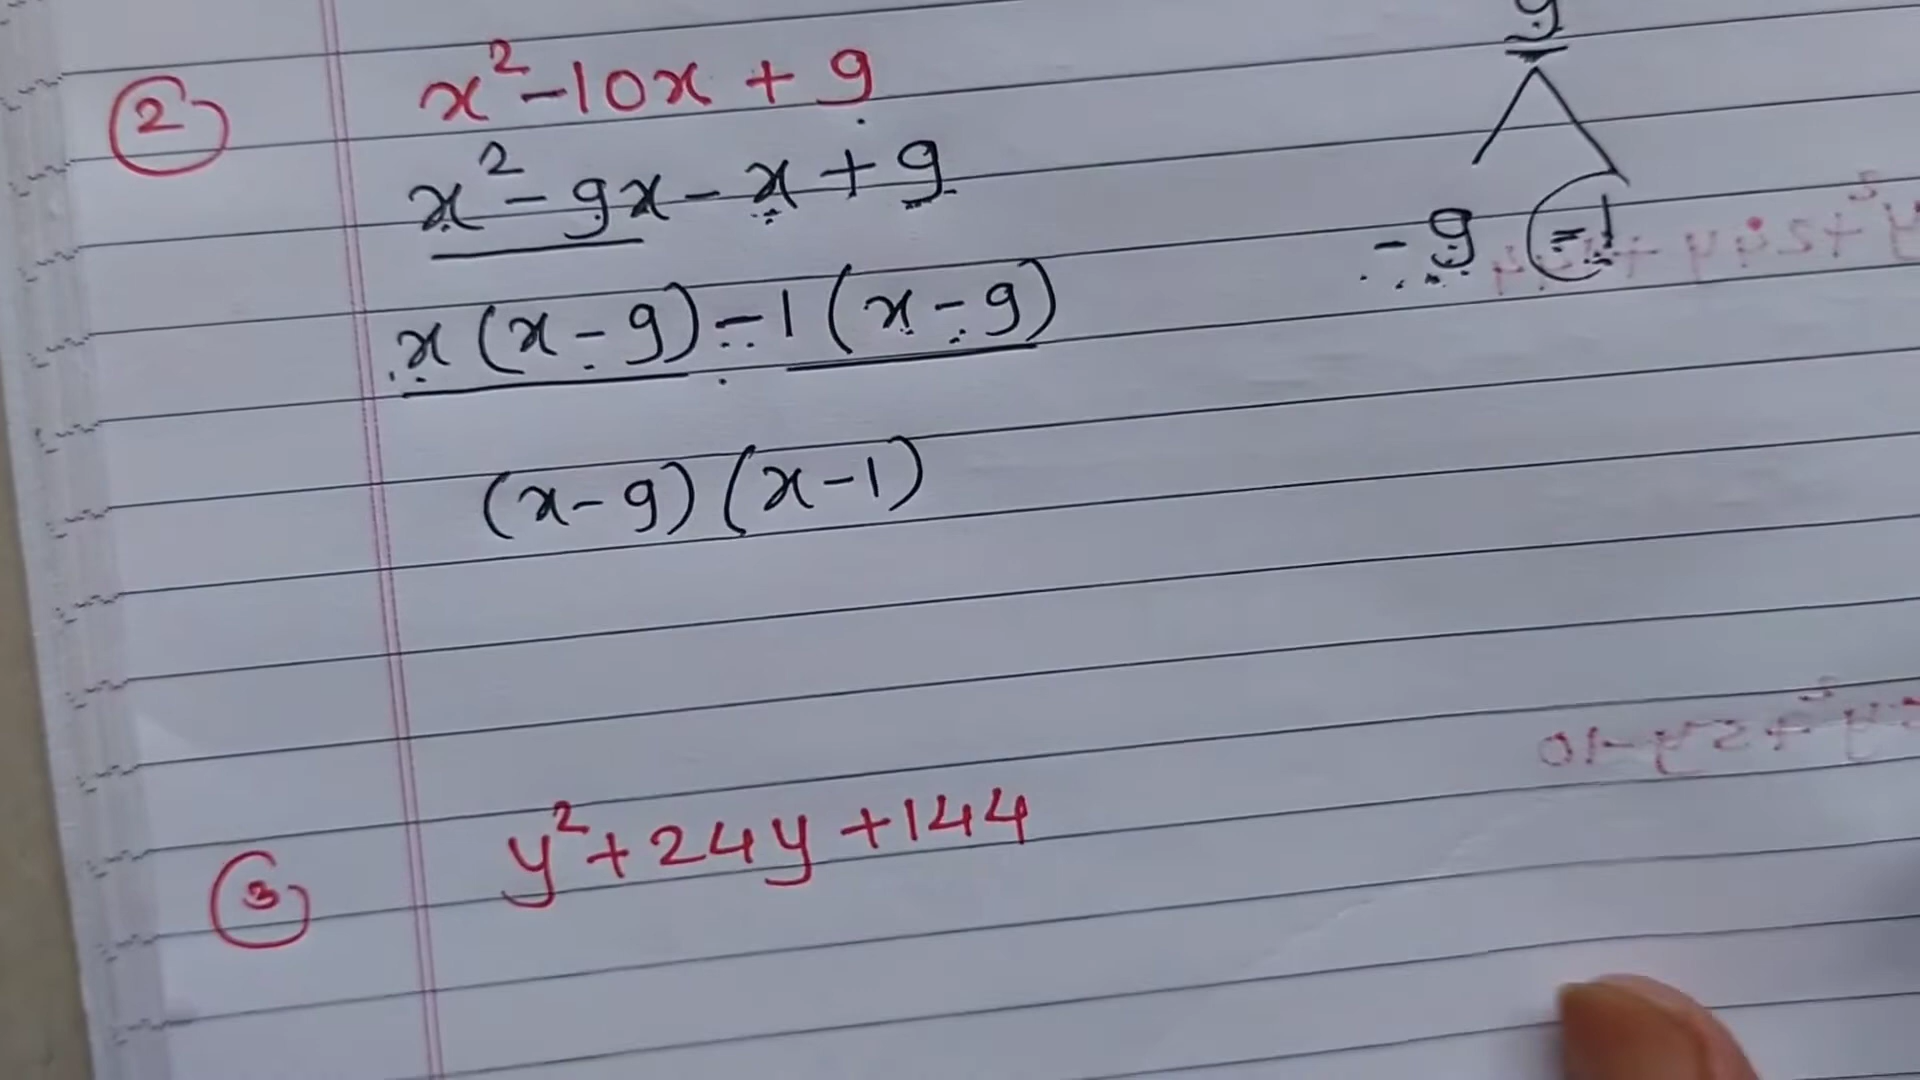 ② x² - 10x + 9
9
x² - 9x - x + 9
-9 -1
x (x - 9) - 1 (x - 9)
(x - 9) (x - 1)
③ y² + 24y + 144